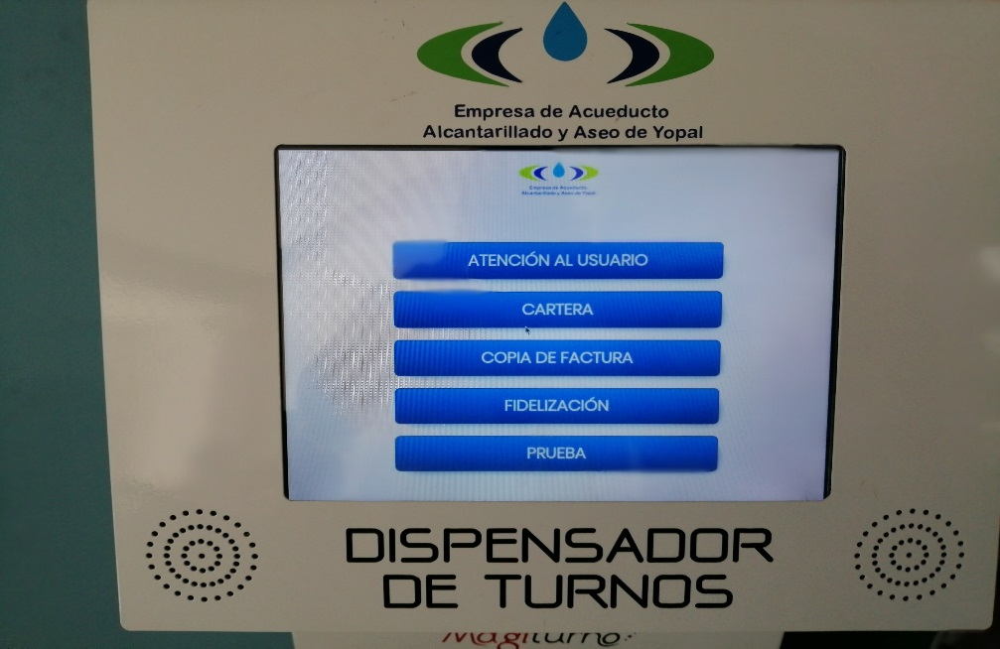 Empresa de Acueducto
Alcantarillado y Aseo de Yopal
Empresa de Acueducto
Alcantarillado y Aseo de Yopal
ATENCIÓN AL USUARIO
CARTERA
COPIA DE FACTURA
FIDELIZACIÓN
PRUEBA
DISPENSADOR
DE TURNOS
Magiturno